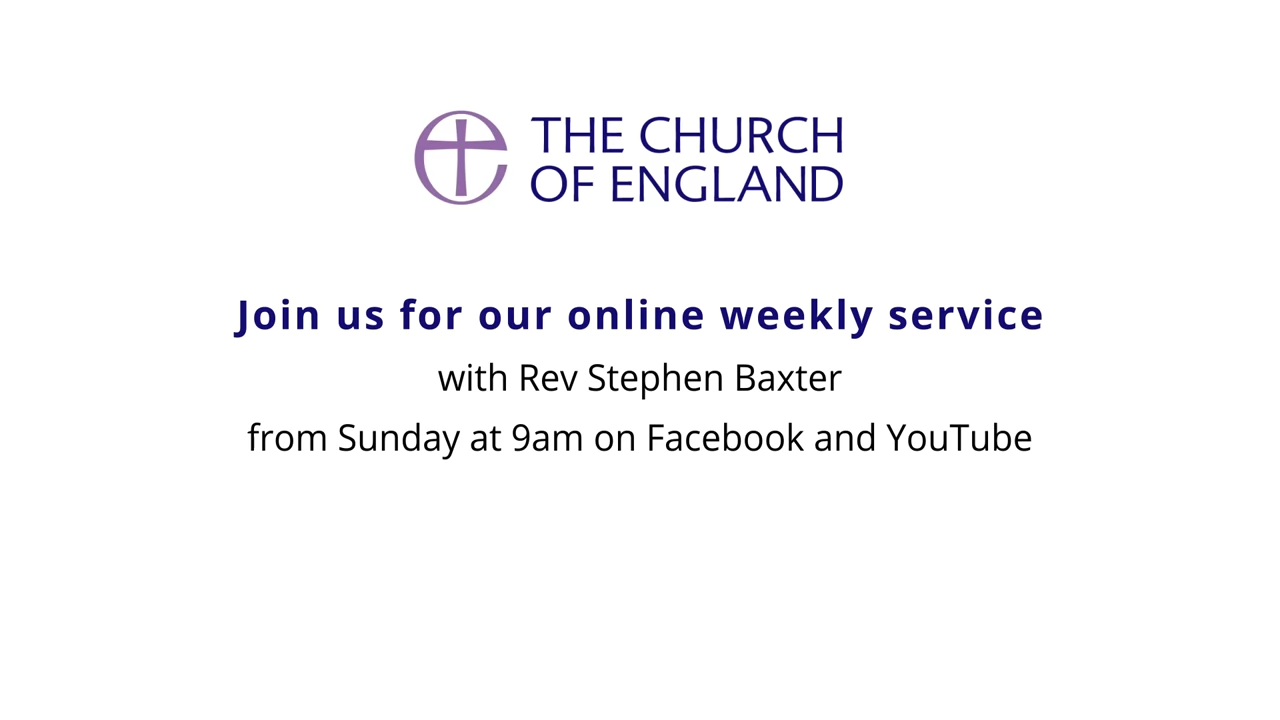 THE CHURCH
OF ENGLAND
Join us for our online weekly service
with Rev Stephen Baxter
from Sunday at 9am on Facebook and YouTube